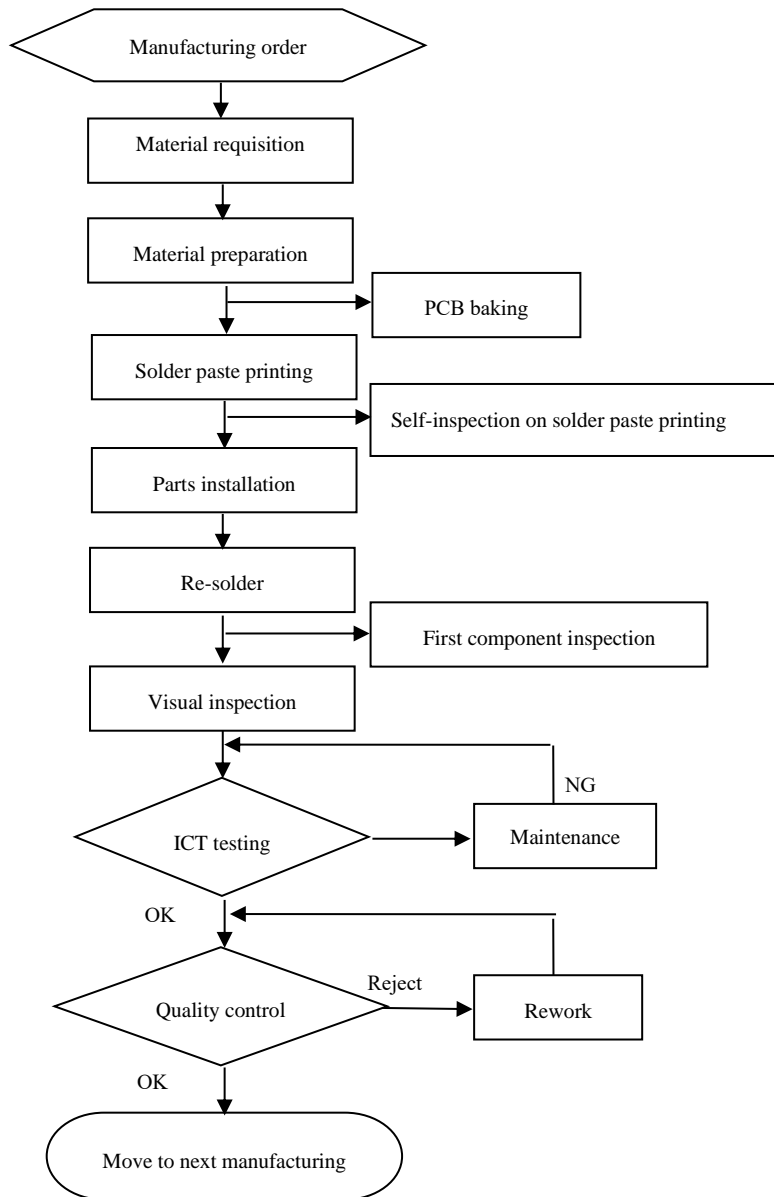 Manufacturing order
Material requisition
Material preparation
PCB baking
Solder paste printing
Self-inspection on solder paste printing
Parts installation
Re-solder
First component inspection
Visual inspection
NG
ICT testing
Maintenance
OK
Reject
Quality control
Rework
OK
Move to next manufacturing